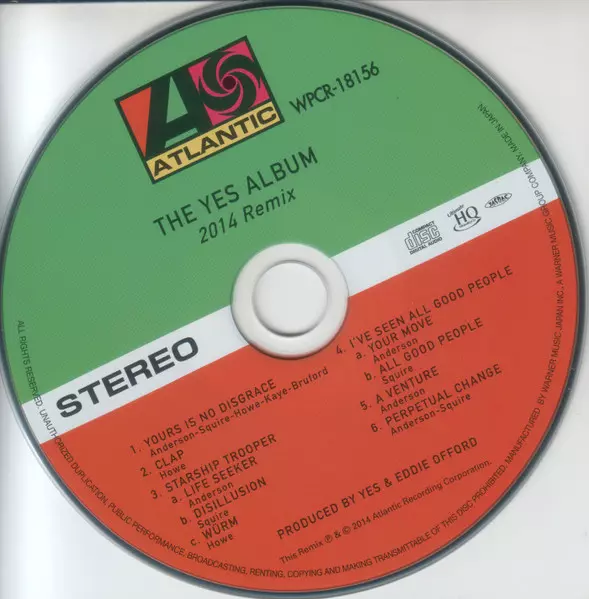 ATLANTIC
WPCR-18156
THE YES ALBUM
2014 Remix
COMPACT
DIGITAL AUDIO
HQ
STEREO
1. YOURS IS NO DISGRACE
Anderson-Squire-Howe-Kaye-Bruford
2. CLAP
Howe
3. STARSHIP TROOPER
a. LIFE SEEKER
Anderson
b. DISILLUSION
Squire
c. WÜRM
Howe
4. I'VE SEEN ALL GOOD PEOPLE
a. YOUR MOVE
Anderson
b. ALL GOOD PEOPLE
Squire
5. A VENTURE
Anderson
6. PERPETUAL CHANGE
Anderson-Squire
PRODUCED BY YES & EDDIE OFFORD
This Remix ℗ & © 2014 Atlantic Recording Corporation.
ALL RIGHTS RESERVED. UNAUTHORIZED DUPLICATION, PUBLIC PERFORMANCE, BROADCASTING, RENTING, COPYING AND MAKING TRANSMITTABLE OF THIS DISC PROHIBITED. MANUFACTURED BY WARNER MUSIC JAPAN INC., A WARNER MUSIC GROUP COMPANY. MADE IN JAPAN